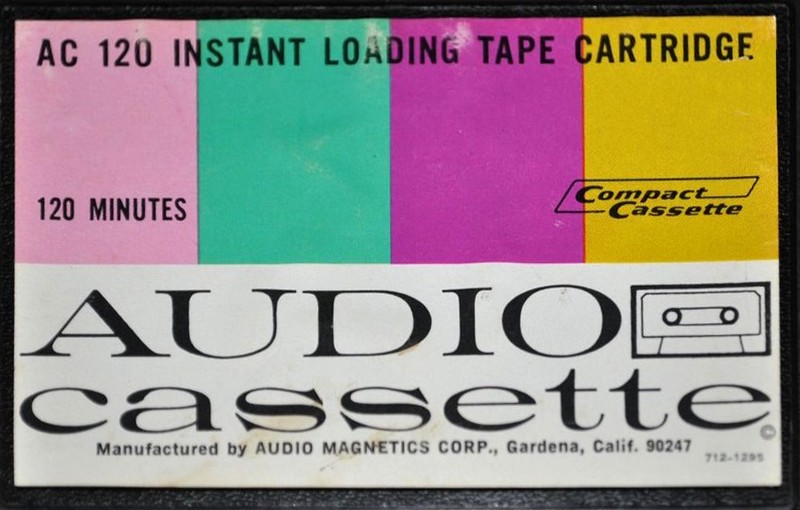 AC 120 INSTANT LOADING TAPE CARTRIDGE
120 MINUTES
Compact
Cassette
AUDIO
cassette
©
Manufactured by AUDIO MAGNETICS CORP., Gardena, Calif. 90247
712-1295